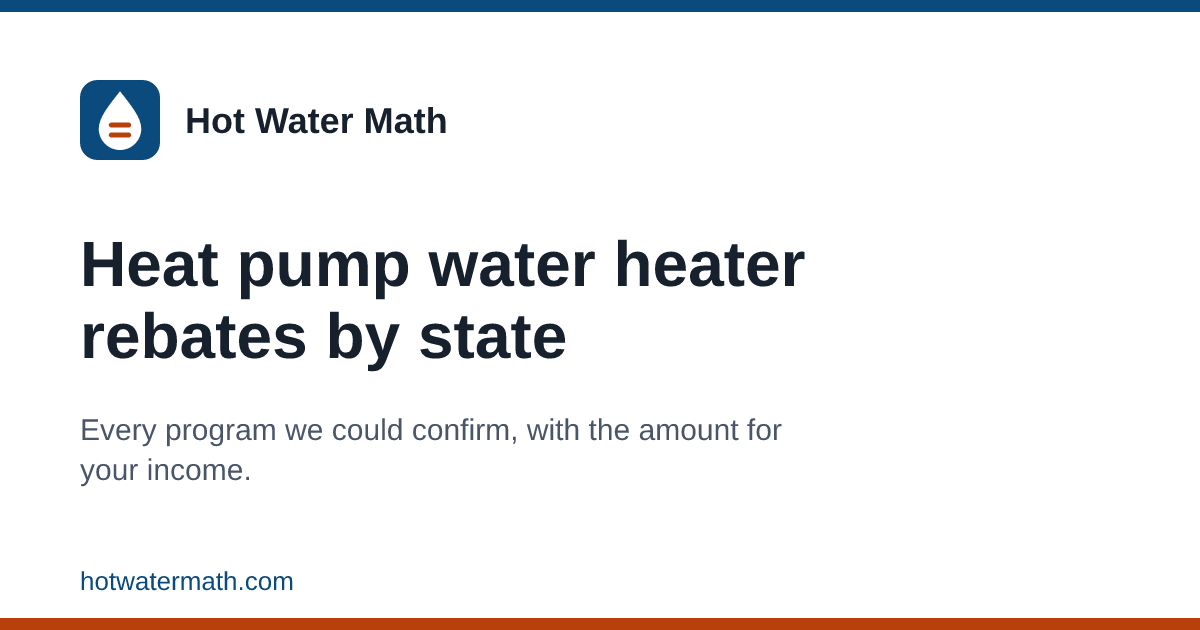 Hot Water Math
Heat pump water heater
rebates by state
Every program we could confirm, with the amount for
your income.
hotwatermath.com